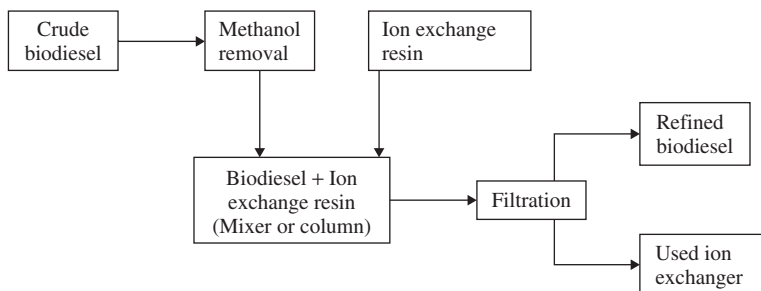 Crude
biodiesel
Methanol
removal
Ion exchange
resin
Biodiesel + Ion
exchange resin
(Mixer or column)
Filtration
Refined
biodiesel
Used ion
exchanger